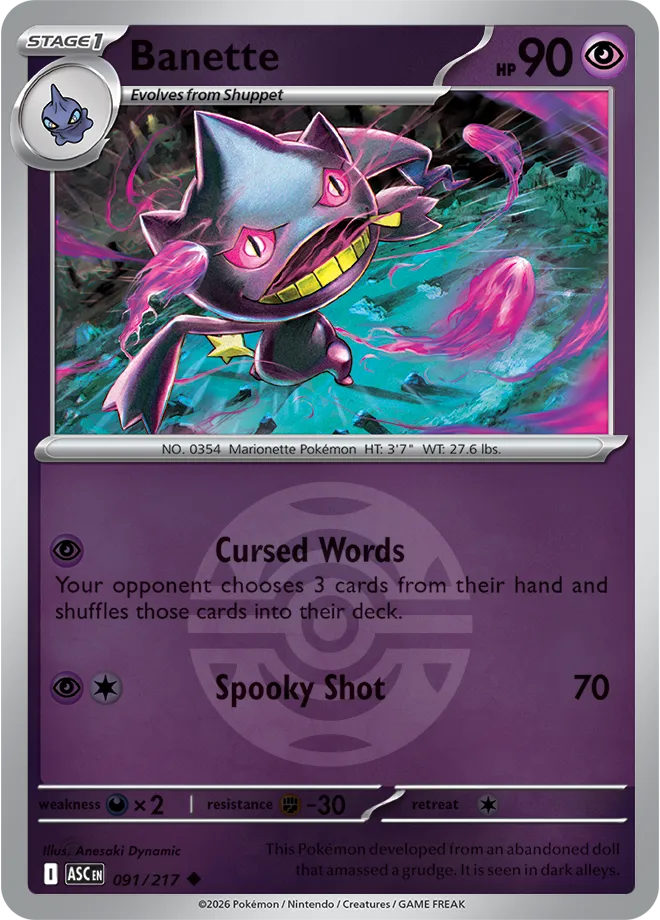 STAGE1
Banette
HP 90
Evolves from Shuppet
NO. 0354 Marionette Pokémon HT: 3'7" WT: 27.6 lbs.
Cursed Words
Your opponent chooses 3 cards from their hand and
shuffles those cards into their deck.
Spooky Shot 70
weakness ×2 resistance -30 retreat
Illus. Anesaki Dynamic
This Pokémon developed from an abandoned doll
that amassed a grudge. It is seen in dark alleys.
I ASC EN 091/217
©2026 Pokémon / Nintendo / Creatures / GAME FREAK